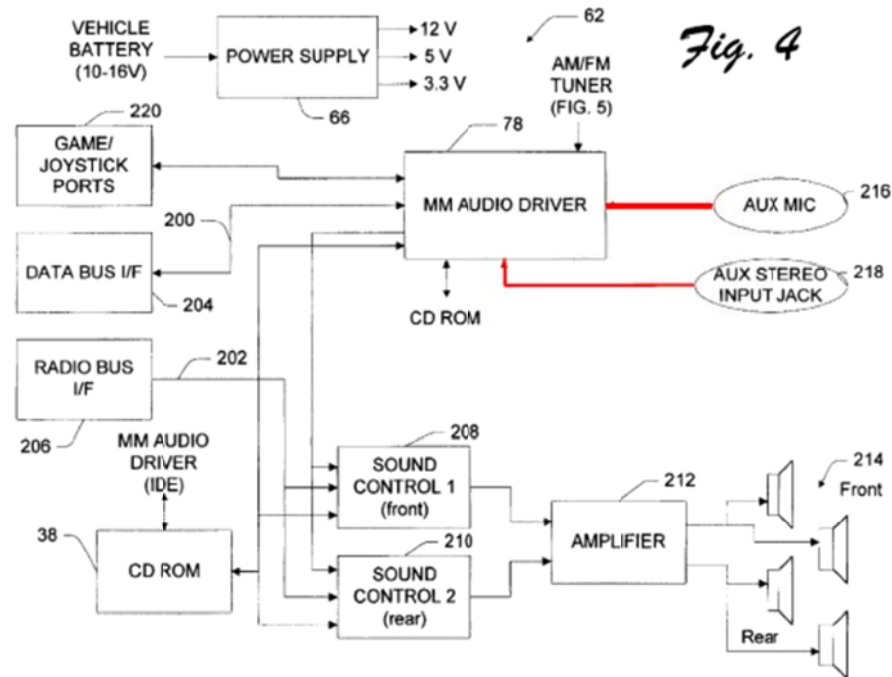 Fig. 4
VEHICLE
BATTERY
(10-16V)
POWER SUPPLY
12 V
5 V
3.3 V
66
62
AM/FM
TUNER
(FIG. 5)
220
GAME/
JOYSTICK
PORTS
78
MM AUDIO DRIVER
AUX MIC
216
200
DATA BUS I/F
204
AUX STEREO
INPUT JACK
218
CD ROM
RADIO BUS
I/F
202
206
MM AUDIO
DRIVER
(IDE)
38
CD ROM
208
SOUND
CONTROL 1
(front)
210
SOUND
CONTROL 2
(rear)
212
AMPLIFIER
214
Front
Rear